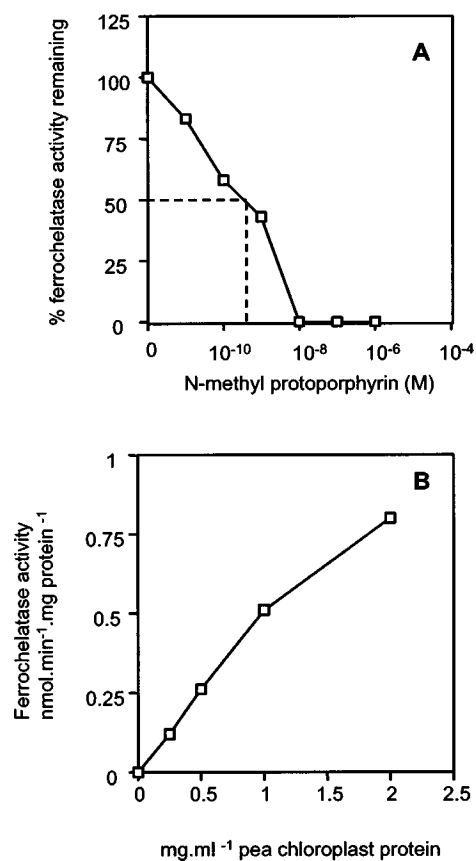 A
% ferrochelatase activity remaining
125
100
75
50
25
0
0 10-10 10-8 10-6 10-4
N-methyl protoporphyrin (M)
B
Ferrochelatase activity
nmol.min-1.mg protein -1
1
0.75
0.5
0.25
0
0 0.5 1 1.5 2 2.5
mg.ml -1 pea chloroplast protein